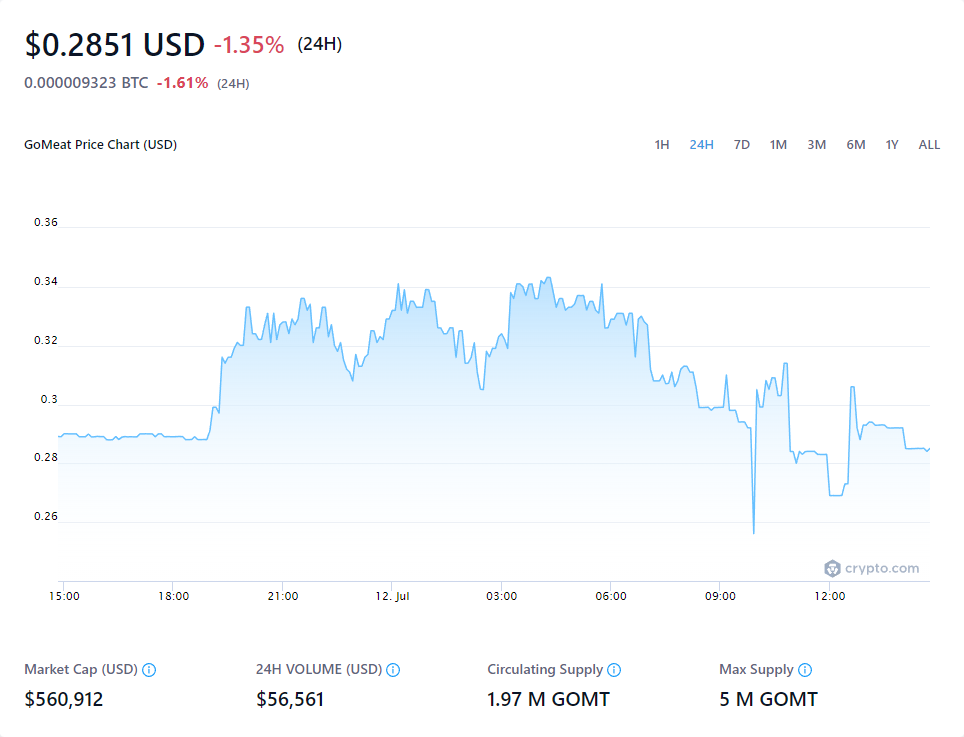 $0.2851 USD -1.35% (24H)
0.000009323 BTC -1.61% (24H)
GoMeat Price Chart (USD) 1H 24H 7D 1M 3M 6M 1Y ALL
0.36
0.34
0.32
0.3
0.28
0.26
crypto.com
15:00 18:00 21:00 12. Jul 03:00 06:00 09:00 12:00
Market Cap (USD) 24H VOLUME (USD) Circulating Supply Max Supply
$560,912 $56,561 1.97 M GOMT 5 M GOMT